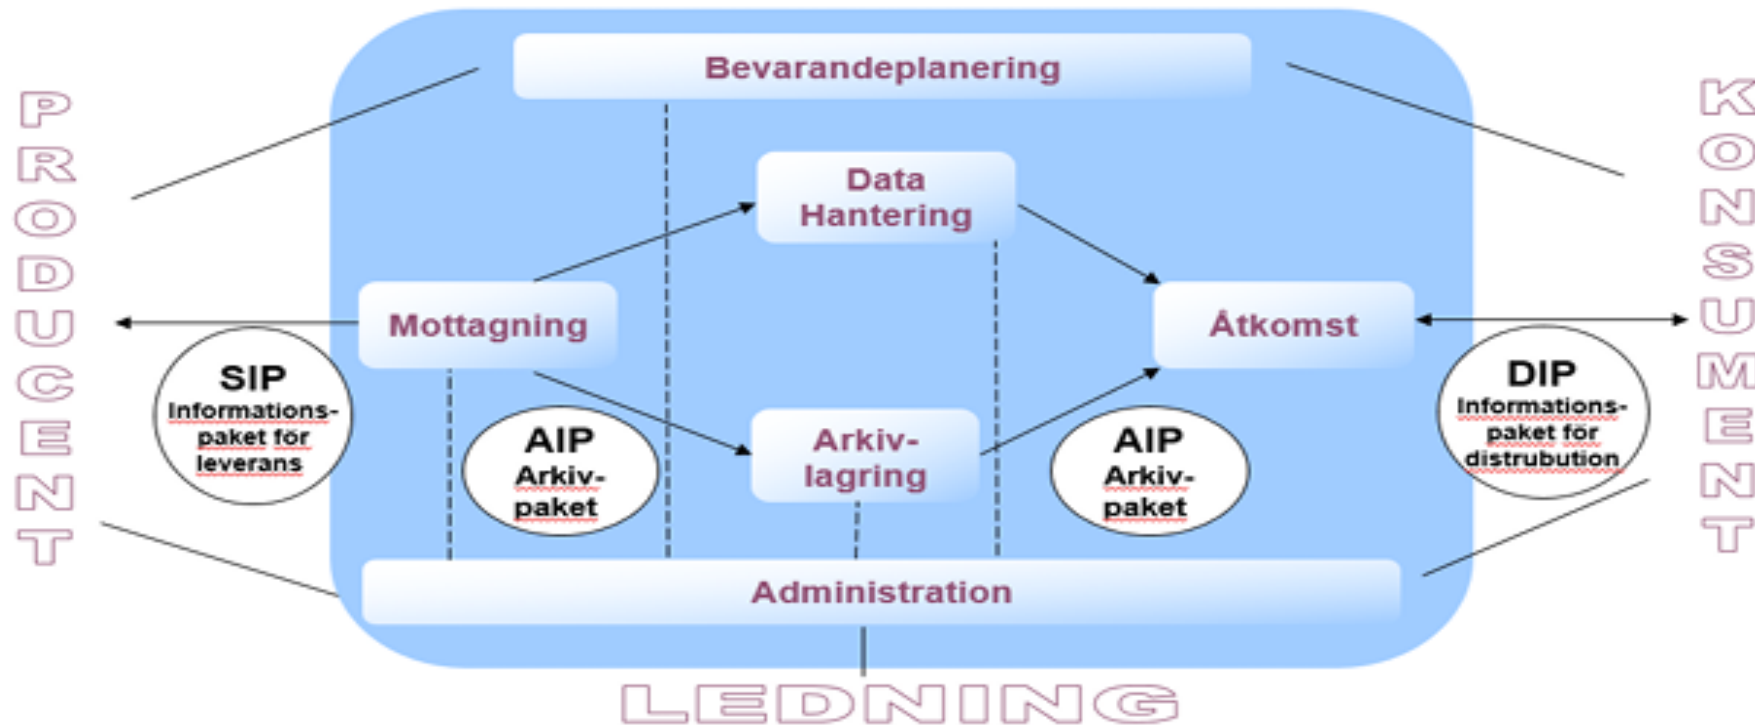 PRODUCENT
Bevarandeplanering
Data
Hantering
Mottagning
Åtkomst
SIP
Informations-
paket för
leverans
AIP
Arkiv-
paket
Arkiv-
lagring
AIP
Arkiv-
paket
DIP
Informations-
paket för
distrubution
Administration
KONSUMENT
LEDNING